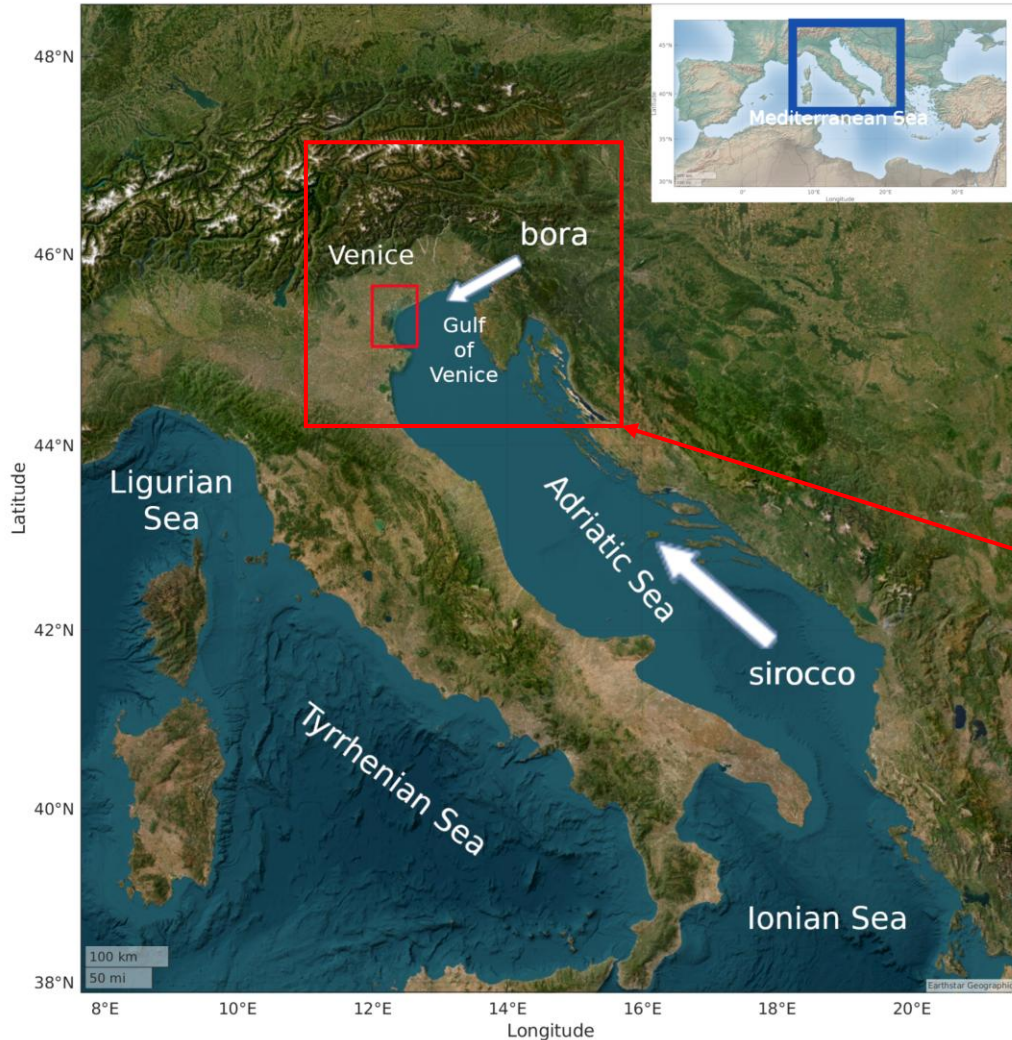 48°N
46°N
44°N
42°N
40°N
38°N
Latitude
8°E
10°E
12°E
14°E
16°E
18°E
20°E
Longitude
45°N
40°N
35°N
30°N
Latitude
Mediterranean Sea
0°
10°E
20°E
30°E
Longitude
bora
Venice
Gulf
of
Venice
Ligurian
Sea
Adriatic Sea
sirocco
Tyrrhenian Sea
Ionian Sea
100 km
50 mi
Earthstar Geographic